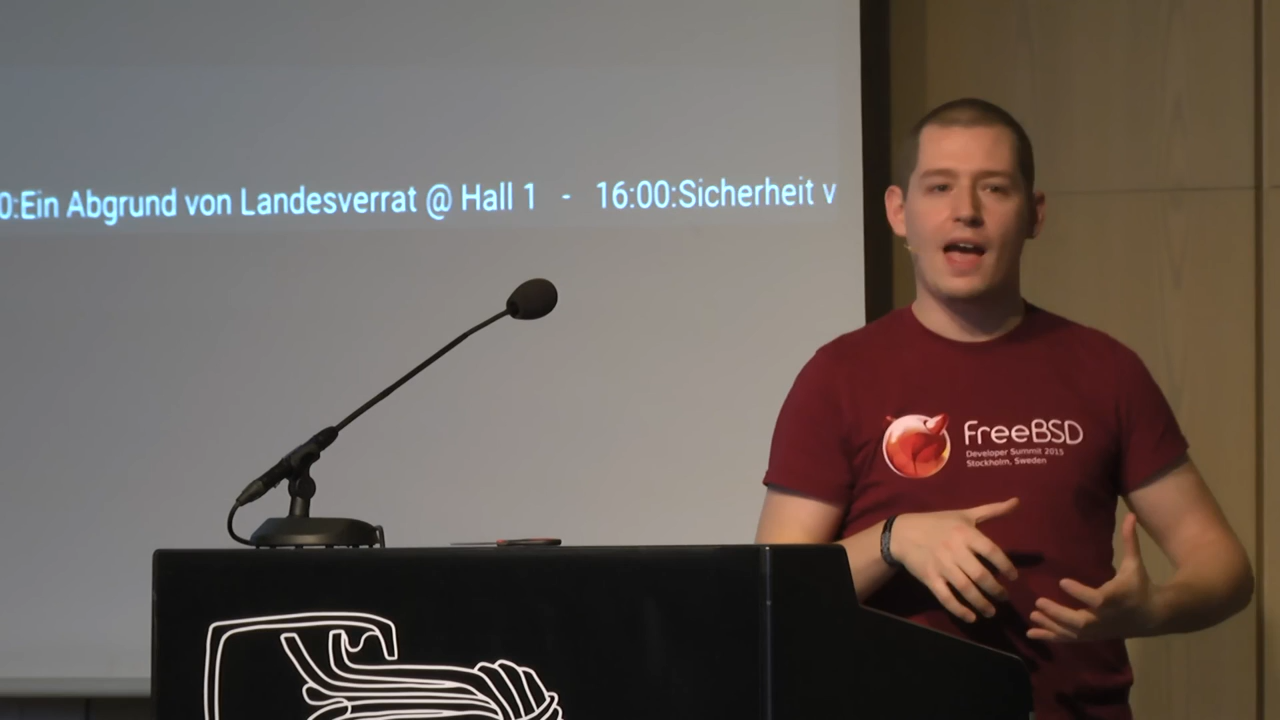 0:Ein Abgrund von Landesverrat @ Hall 1 - 16:00:Sicherheit v
FreeBSD
Developer Summit 2015
Stockholm, Sweden